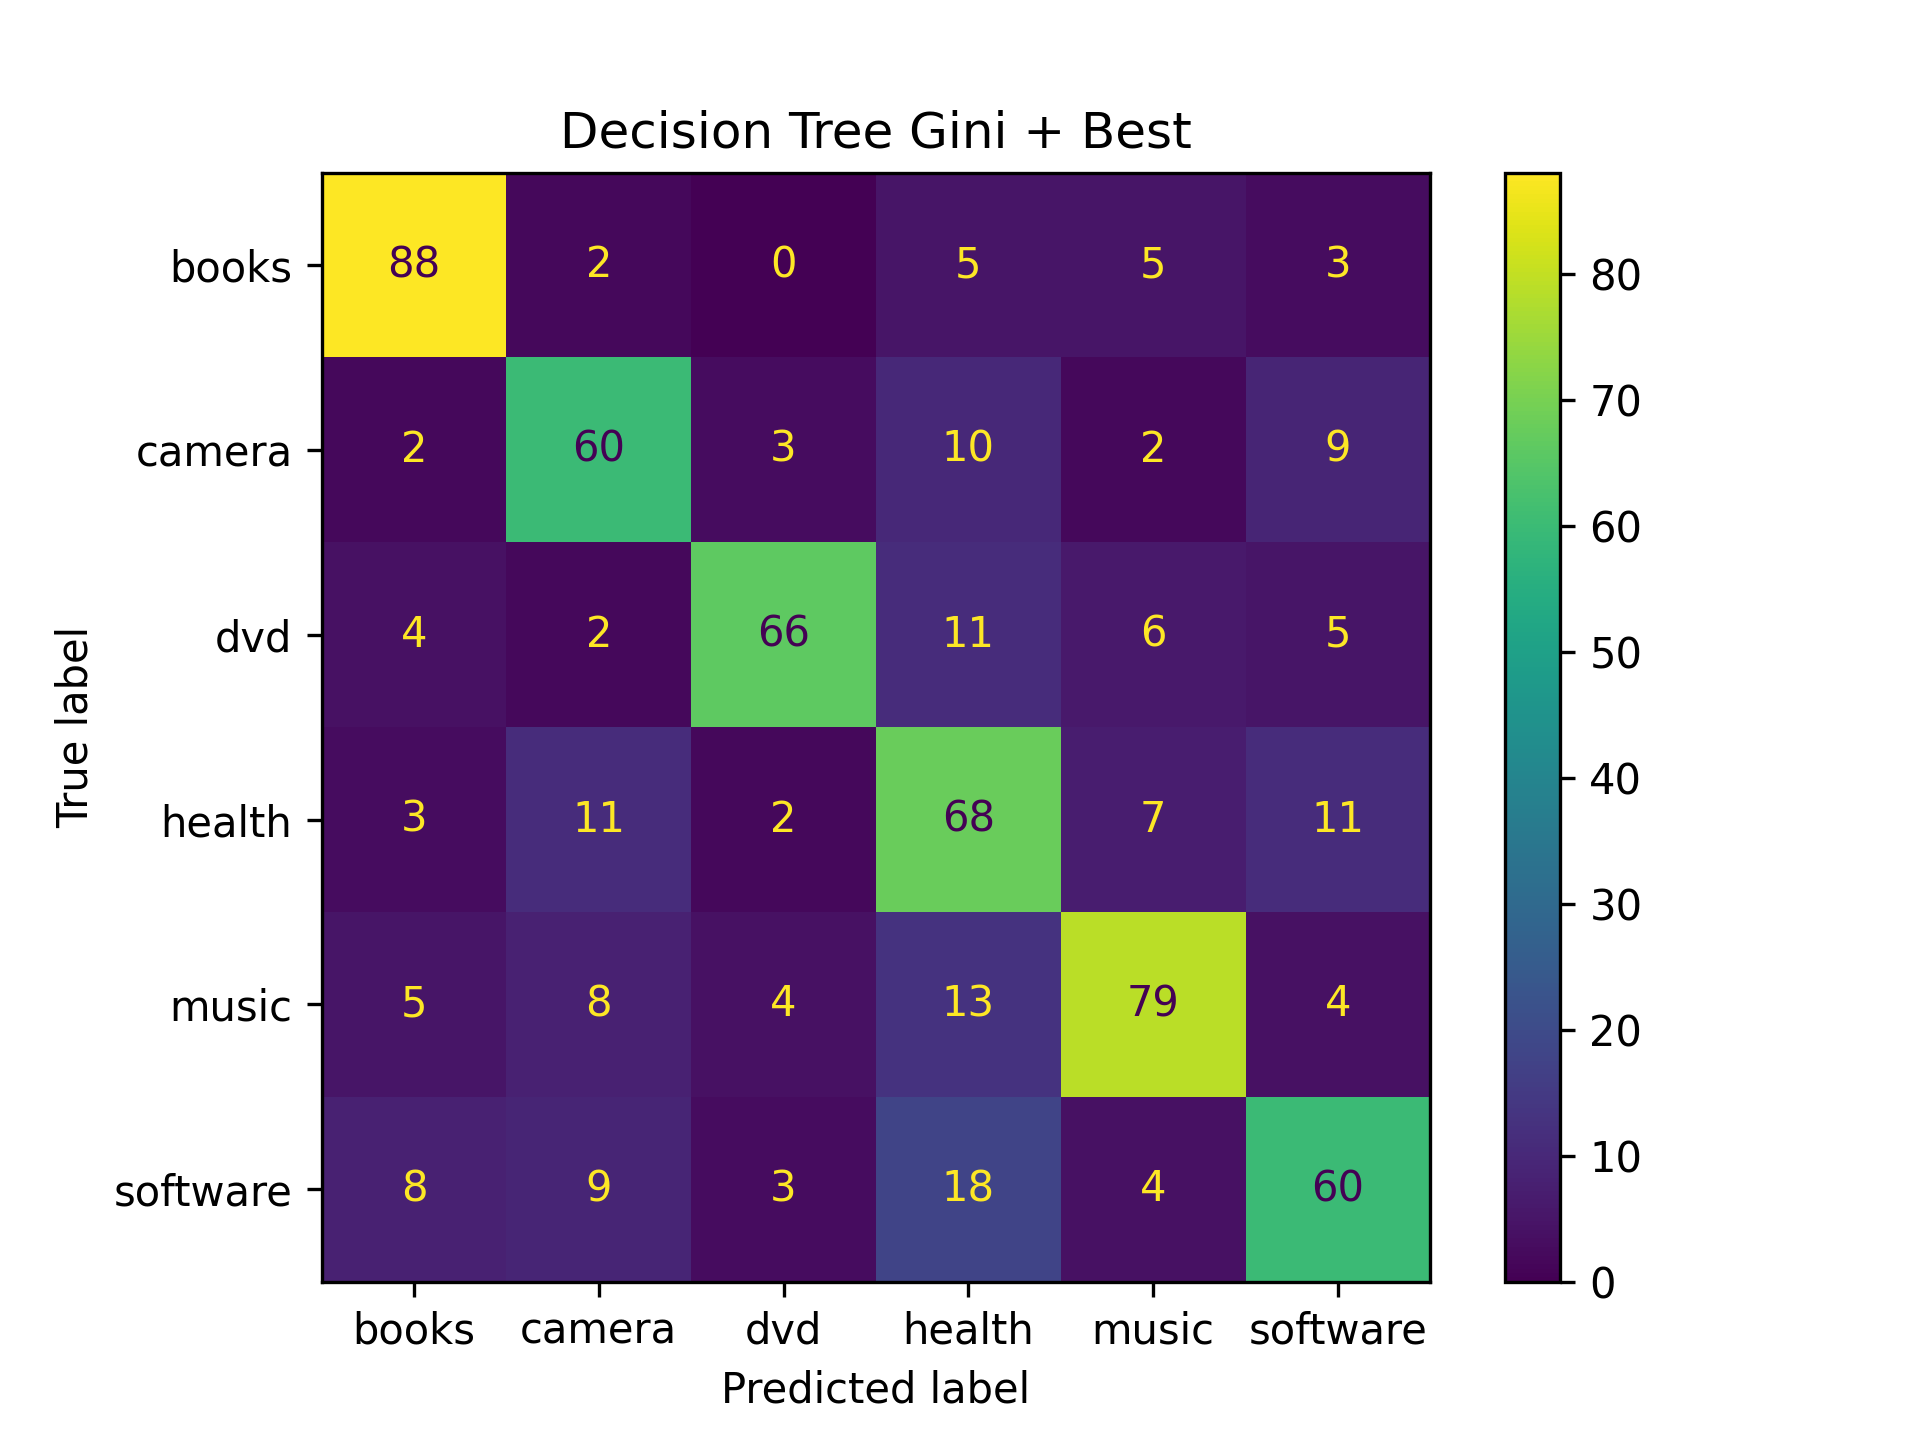 Decision Tree Gini + Best
books 88 2 0 5 5 3
camera 2 60 3 10 2 9
dvd 4 2 66 11 6 5
health 3 11 2 68 7 11
music 5 8 4 13 79 4
software 8 9 3 18 4 60
books camera dvd health music software
Predicted label
True label
80
70
60
50
40
30
20
10
0